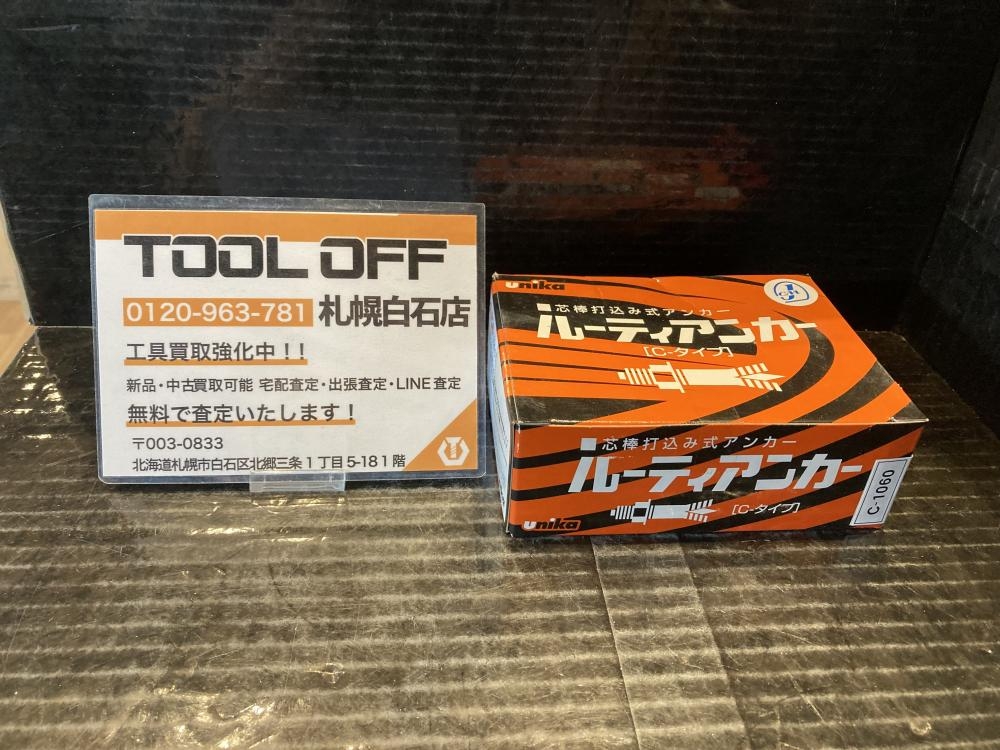 TOOL OFF
0120-963-781 札幌白石店
工具買取強化中！！
新品・中古買取可能 宅配査定・出張査定・LINE査定
無料で査定いたします！
〒003-0833
北海道札幌市白石区北郷三条1丁目5-18 1階
unika
芯棒打込み式アンカー
ルーティアンカー
[C-タイプ]
芯棒打込み式アンカー
ルーティアンカー
[C-タイプ]
unika
C-1060